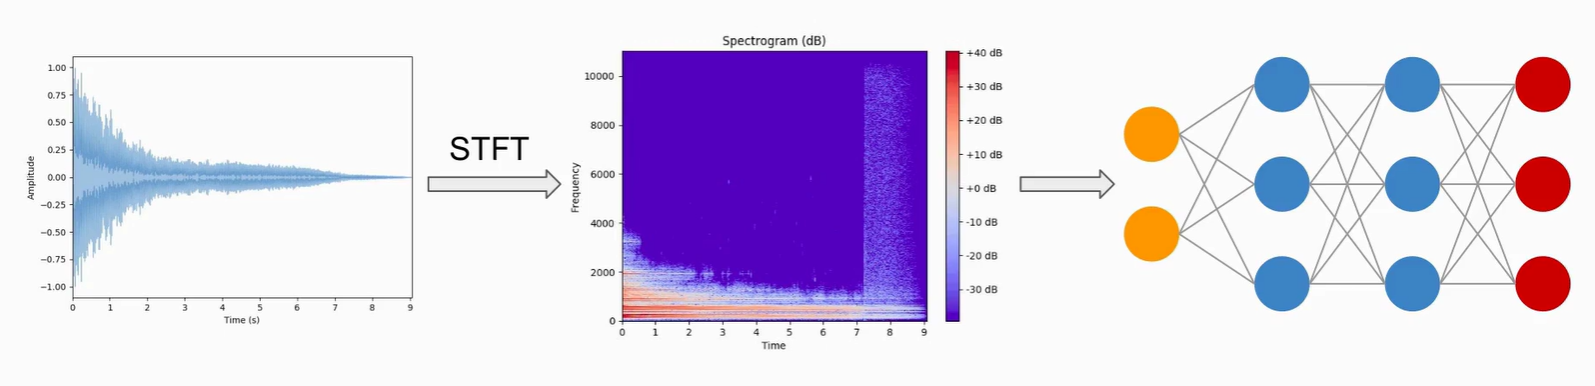 1.00
0.75
0.50
0.25
0.00
−0.25
−0.50
−0.75
−1.00
Amplitude
0 1 2 3 4 5 6 7 8 9
Time (s)
STFT
Spectrogram (dB)
10000
8000
6000
4000
2000
0
Frequency
0 1 2 3 4 5 6 7 8 9
Time
+40 dB
+30 dB
+20 dB
+10 dB
+0 dB
-10 dB
-20 dB
-30 dB